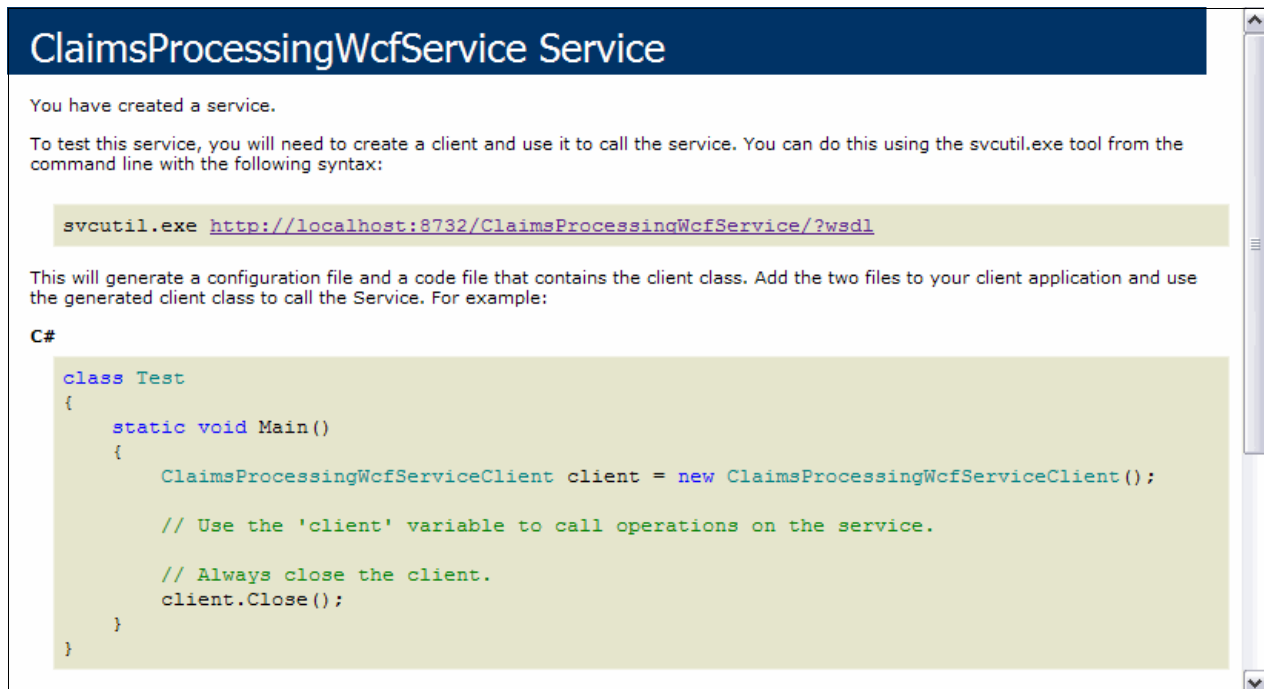 ClaimsProcessingWcfService Service
You have created a service.
To test this service, you will need to create a client and use it to call the service. You can do this using the svcutil.exe tool from the
command line with the following syntax:
svcutil.exe http://localhost:8732/ClaimsProcessingWcfService/?wsdl
This will generate a configuration file and a code file that contains the client class. Add the two files to your client application and use
the generated client class to call the Service. For example:
C#
class Test
{
    static void Main()
    {
        ClaimsProcessingWcfServiceClient client = new ClaimsProcessingWcfServiceClient();
        // Use the 'client' variable to call operations on the service.
        // Always close the client.
        client.Close();
    }
}